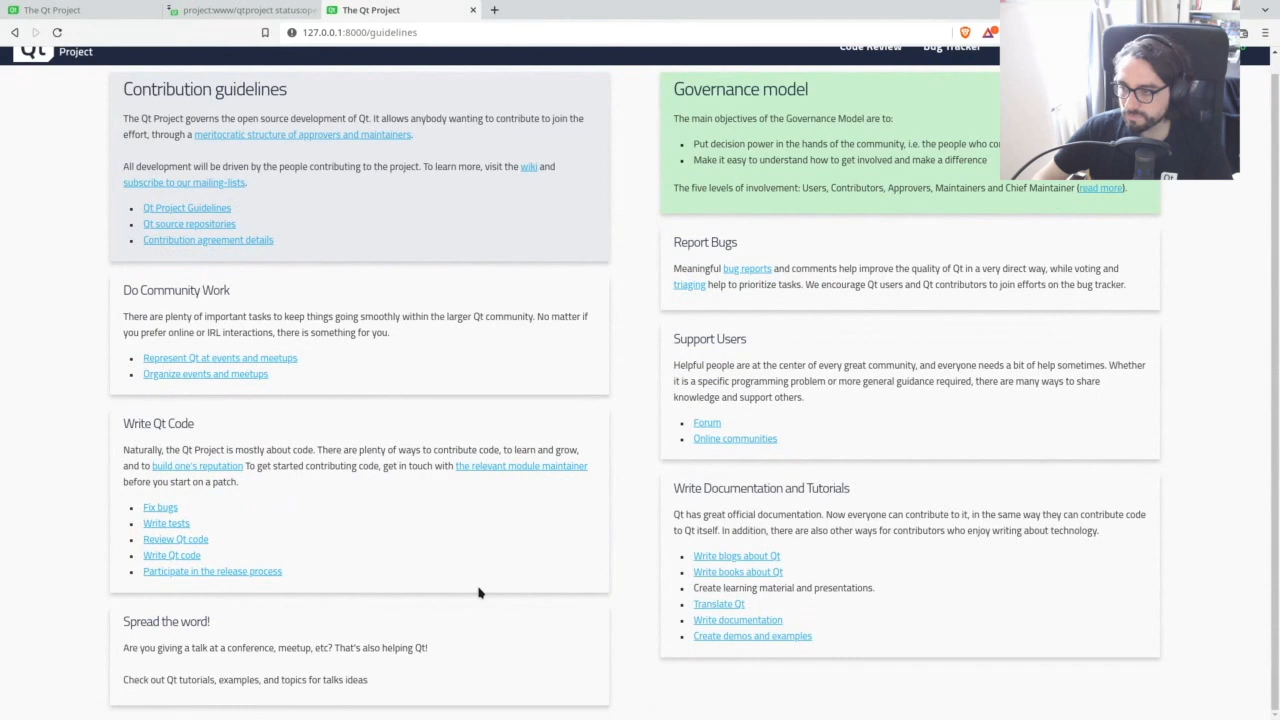 The Qt Project
project:www/qtproject status:ope
The Qt Project
127.0.0.1:8000/guidelines
Qt Project
Code Review
Bug Tracker
Contribution guidelines
The Qt Project governs the open source development of Qt. It allows anybody wanting to contribute to join the
effort, through a meritocratic structure of approvers and maintainers.
All development will be driven by the people contributing to the project. To learn more, visit the wiki and
subscribe to our mailing-lists.
Qt Project Guidelines
Qt source repositories
Contribution agreement details
Do Community Work
There are plenty of important tasks to keep things going smoothly within the larger Qt community. No matter if
you prefer online or IRL interactions, there is something for you.
Represent Qt at events and meetups
Organize events and meetups
Write Qt Code
Naturally, the Qt Project is mostly about code. There are plenty of ways to contribute code, to learn and grow,
and to build one's reputation To get started contributing code, get in touch with the relevant module maintainer
before you start on a patch.
Fix bugs
Write tests
Review Qt code
Write Qt code
Participate in the release process
Spread the word!
Are you giving a talk at a conference, meetup, etc? That's also helping Qt!
Check out Qt tutorials, examples, and topics for talks ideas
Governance model
The main objectives of the Governance Model are to:
Put decision power in the hands of the community, i.e. the people who con
Make it easy to understand how to get involved and make a difference
The five levels of involvement: Users, Contributors, Approvers, Maintainers and Chief Maintainer (read more).
Report Bugs
Meaningful bug reports and comments help improve the quality of Qt in a very direct way, while voting and
triaging help to prioritize tasks. We encourage Qt users and Qt contributors to join efforts on the bug tracker.
Support Users
Helpful people are at the center of every great community, and everyone needs a bit of help sometimes. Whether
it is a specific programming problem or more general guidance required, there are many ways to share
knowledge and support others.
Forum
Online communities
Write Documentation and Tutorials
Qt has great official documentation. Now everyone can contribute to it, in the same way they can contribute code
to Qt itself. In addition, there are also other ways for contributors who enjoy writing about technology.
Write blogs about Qt
Write books about Qt
Create learning material and presentations.
Translate Qt
Write documentation
Create demos and examples
Qt